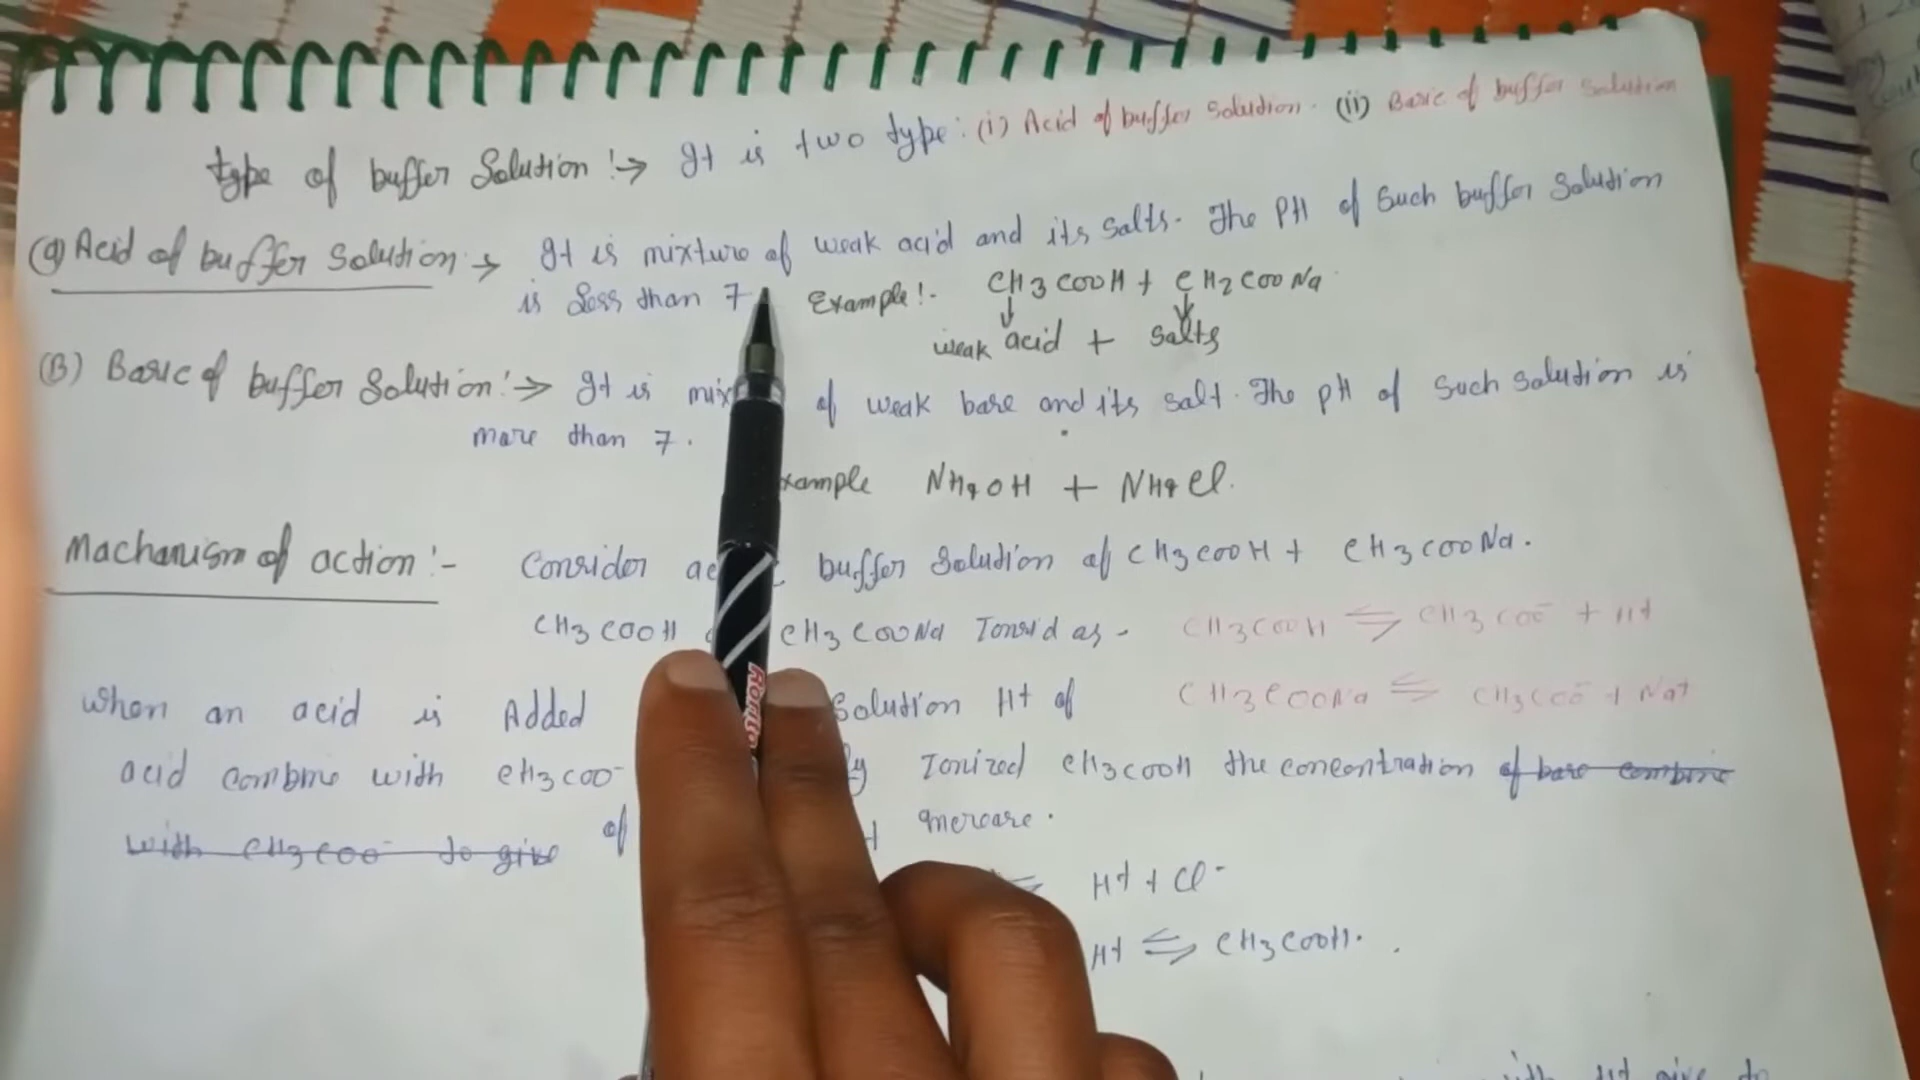 type of buffer Solution :→ It is two type: (i) Acid of buffer Solution. (ii) Basic of buffer Solution
(a) Acid of buffer Solution → It is mixture of weak acid and its Salts. The PH of Such buffer Solution
is less than 7 Example :- CH3COOH + CH2COONa
weak acid + Salts
(B) Basic of buffer Solution :→ It is of weak base and its salt. The pH of Such Solution is
more than 7.
NH4OH + NH4Cl.
Machanism of action :- Consider buffer Solution of CH3COOH + CH3COONa.
CH3COOH CH3COONa Ionsid as - CH3COOH ⇌ CH3COO- + H+
CH3COONa ⇌ CH3COO- + Na+
When an acid is Added Solution H+ of
acid combine with CH3COO- Ionized CH3COOH the concentration of base combine
with CH3COO- to give of increase.
⇌ H+ + Cl-
H+ ⇌ CH3COOH.